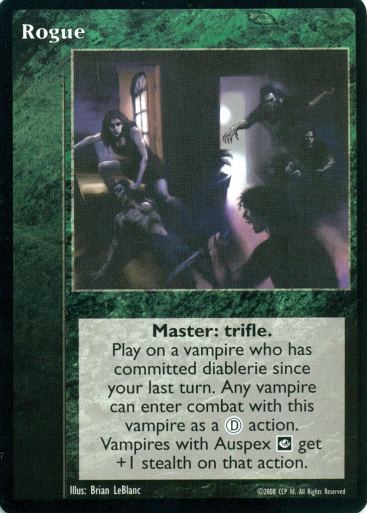 Rogue
Master: trifle.
Play on a vampire who has
committed diablerie since
your last turn. Any vampire
can enter combat with this
vampire as a Ⓓ action.
Vampires with Auspex get
+1 stealth on that action.
Illus: Brian LeBlanc
©2008 CCP hf. All Rights Reserved